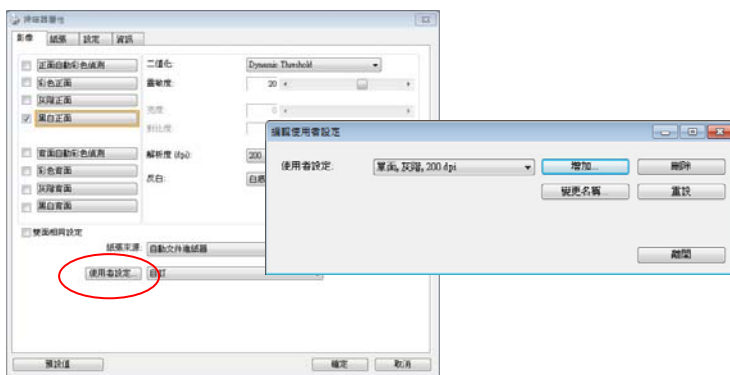 掃瞄器屬性
影像 紙張 設定 資訊
正面自動彩色偵測
彩色正面
灰階正面
黑白正面
背面自動彩色偵測
彩色背面
灰階背面
黑白背面
雙面相同設定
二值化: Dynamic Threshold
靈敏度: 20
亮度: 0
對比度:
解析度 (dpi): 200
反白:
紙張來源: 自動文件進紙器
使用者設定... 自訂
預設值 確定 取消
編輯使用者設定
使用者設定: 單面, 灰階, 200 dpi 增加... 刪除
變更名稱... 重設
離開